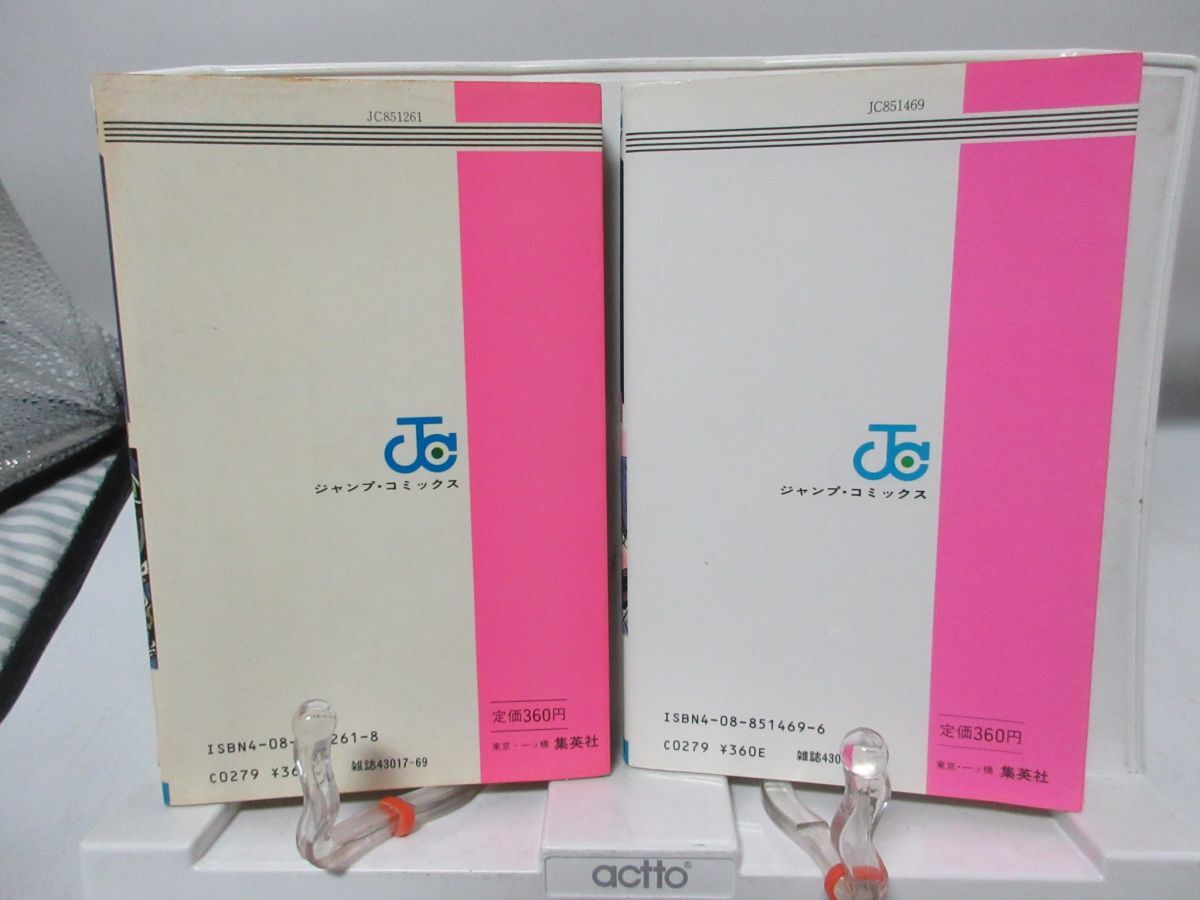 JC851261
JC
ジャンプ・コミックス
定価360円
東京・一ッ橋 集英社
ISBN4-08- 261-8
C0279 ¥36
雑誌43017-69
JC851469
JC
ジャンプ・コミックス
定価360円
東京・一ッ橋 集英社
ISBN4-08-851469-6
C0279 ¥360E
雑誌430
actto®